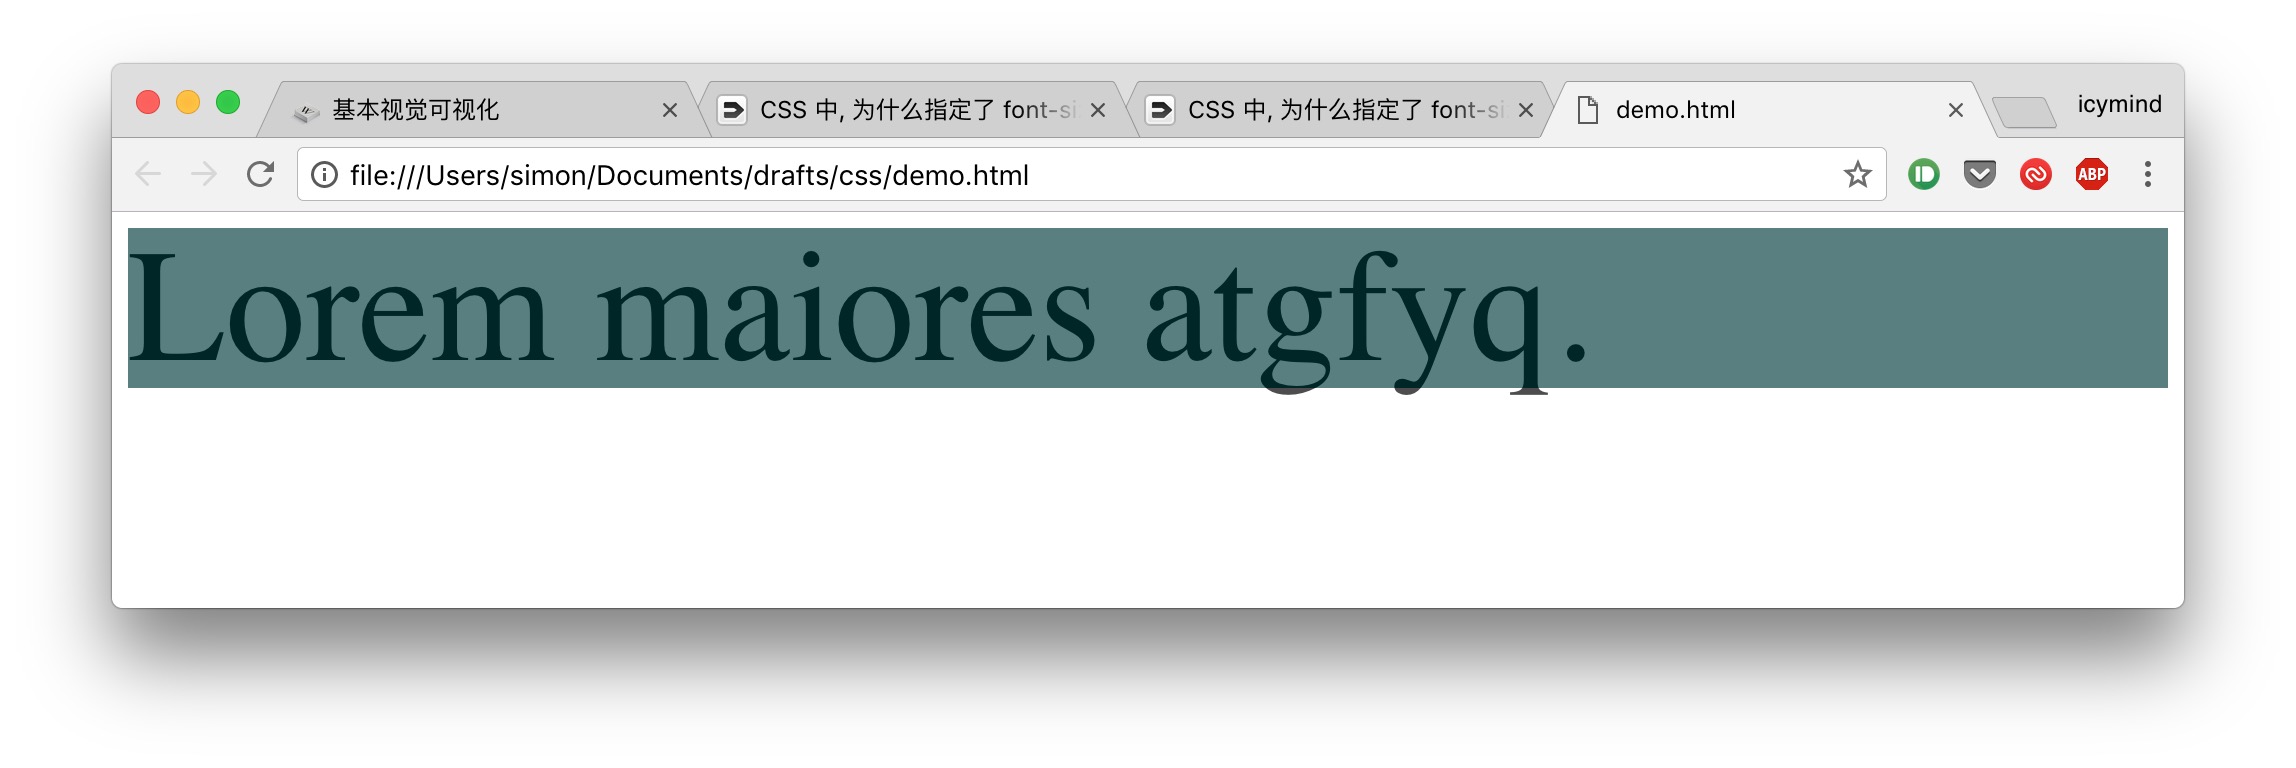 基本视觉可视化
CSS 中, 为什么指定了 font-si
CSS 中, 为什么指定了 font-si
demo.html
icymind
file:///Users/simon/Documents/drafts/css/demo.html
ABP
Lorem maiores atgfyq.